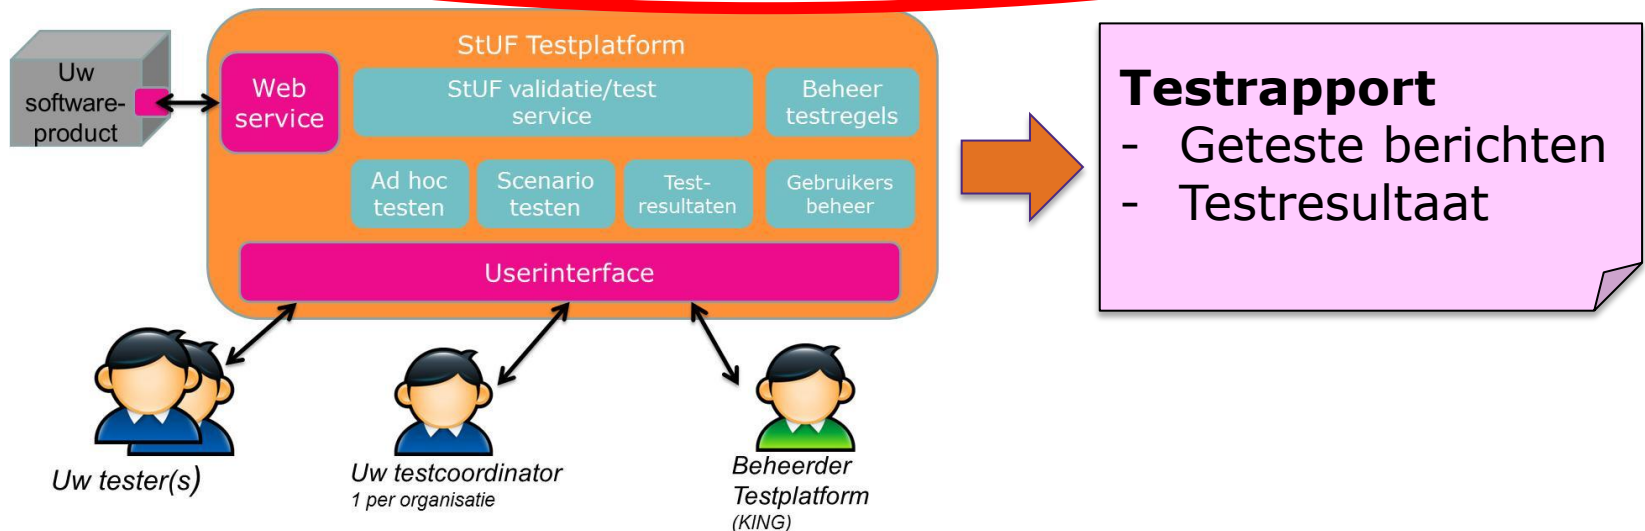 Uw
software-
product
StUF Testplatform
Web
service
StUF validatie/test
service
Beheer
testregels
Ad hoc
testen
Scenario
testen
Test-
resultaten
Gebruikers
beheer
Userinterface
Testrapport
- Geteste berichten
- Testresultaat
Uw tester(s)
Uw testcoordinator
1 per organisatie
Beheerder
Testplatform
(KING)